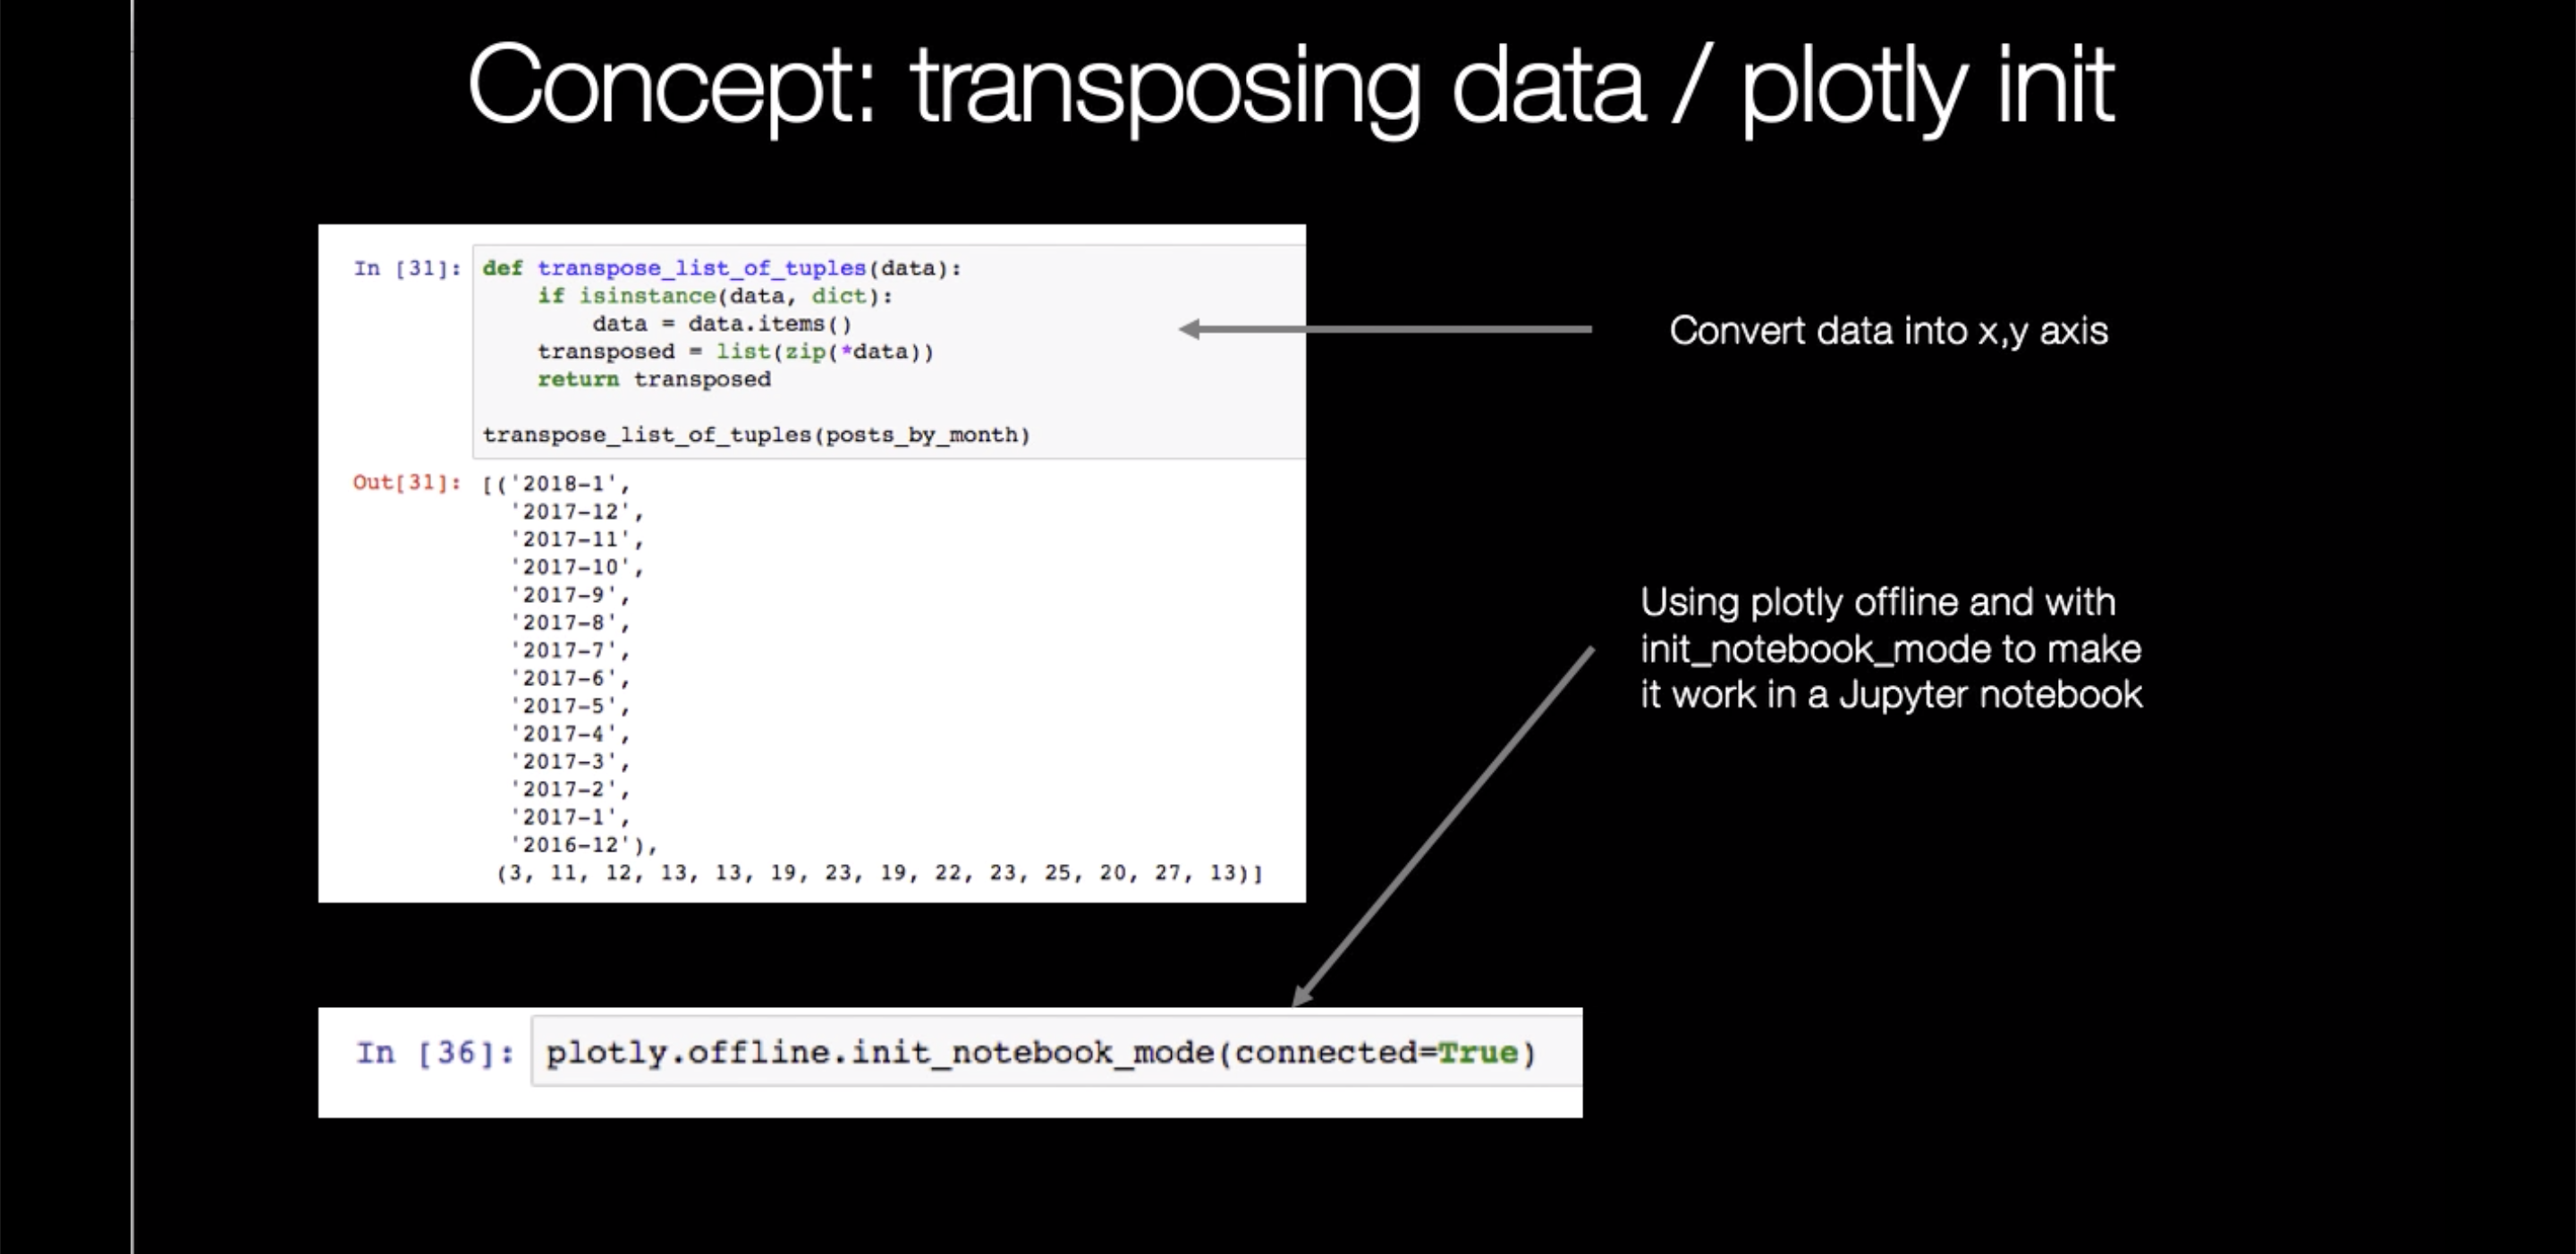 Concept: transposing data / plotly init
In [31]: def transpose_list_of_tuples(data):
    if isinstance(data, dict):
        data = data.items()
    transposed = list(zip(*data))
    return transposed
transpose_list_of_tuples(posts_by_month)
Out[31]: [('2018-1',
'2017-12',
'2017-11',
'2017-10',
'2017-9',
'2017-8',
'2017-7',
'2017-6',
'2017-5',
'2017-4',
'2017-3',
'2017-2',
'2017-1',
'2016-12'),
(3, 11, 12, 13, 13, 19, 23, 19, 22, 23, 25, 20, 27, 13)]
Convert data into x,y axis
Using plotly offline and with
init_notebook_mode to make
it work in a Jupyter notebook
In [36]: plotly.offline.init_notebook_mode(connected=True)